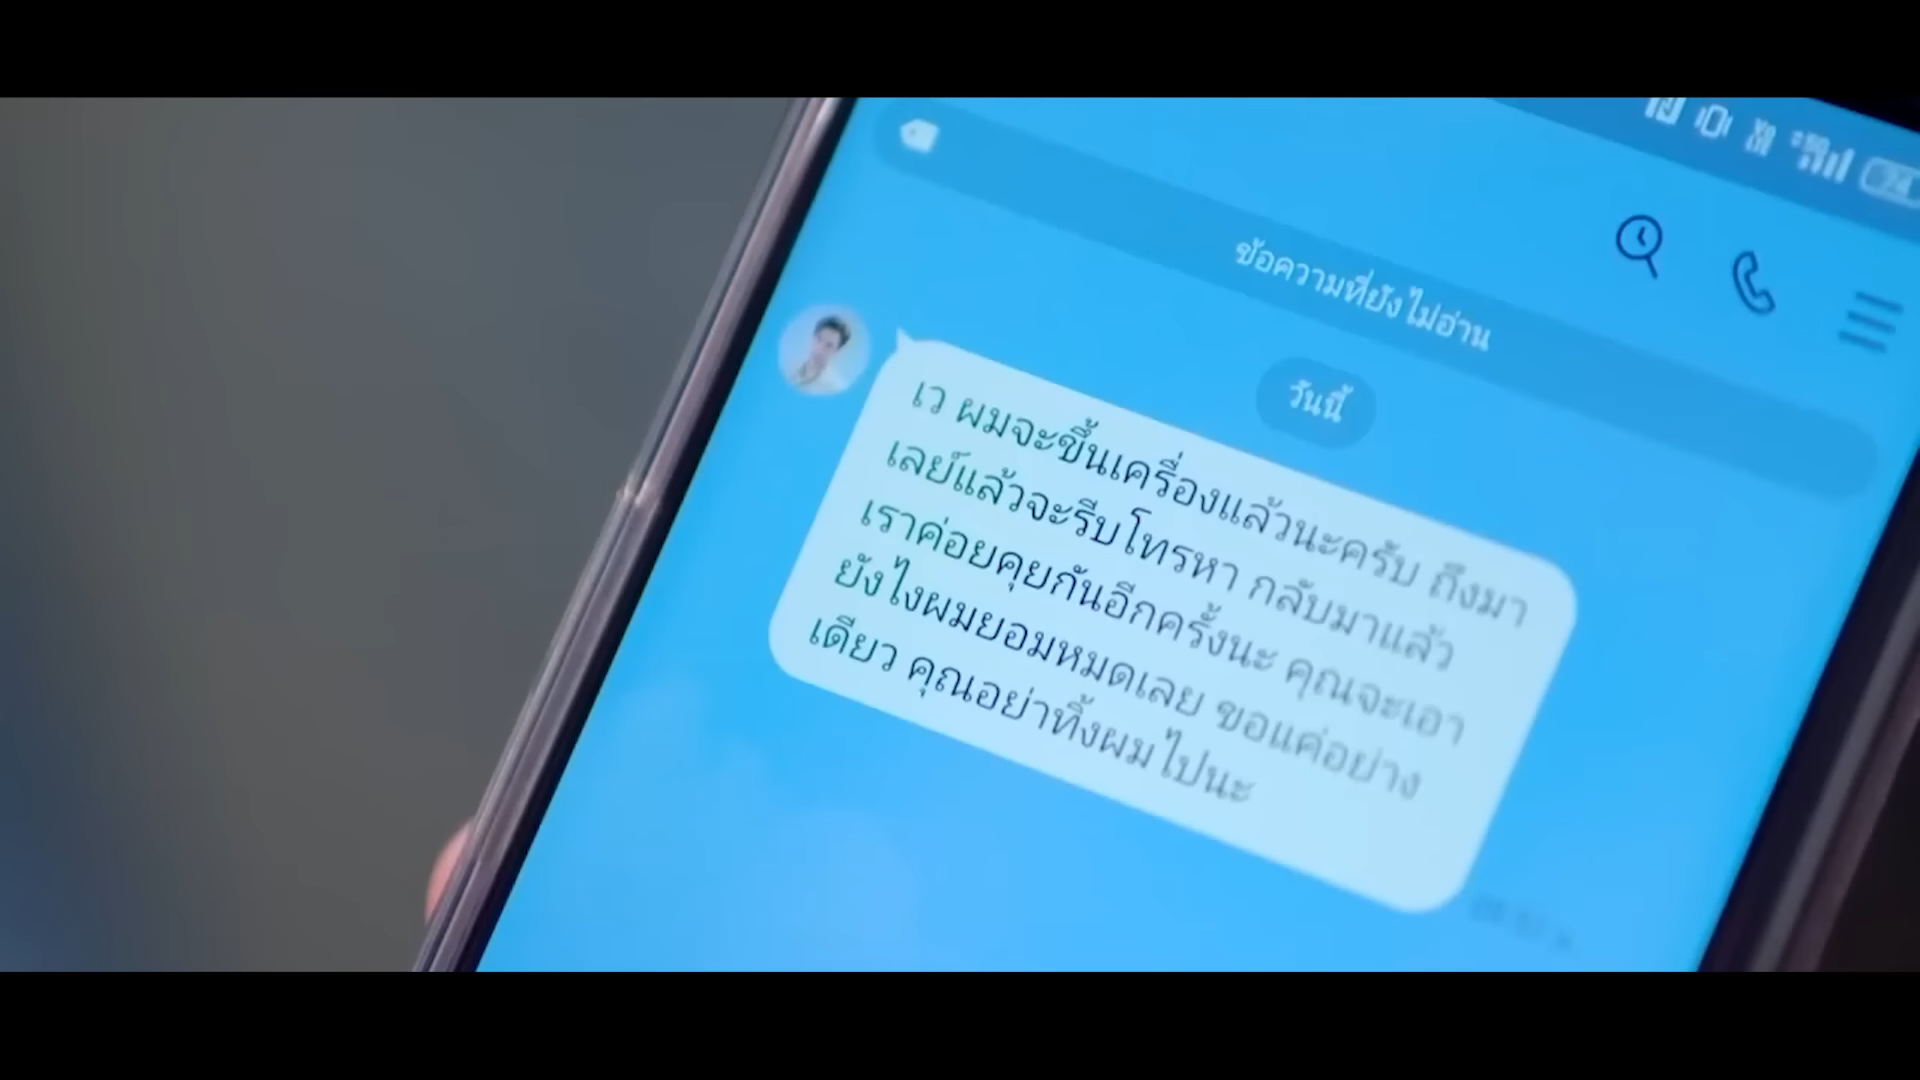 ข้อความที่ยังไม่อ่าน
วันนี้
เว ผมจะขึ้นเครื่องแล้วนะครับ ถึงมา
เลย์แล้วจะรีบโทรหา กลับมาแล้ว
เราค่อยคุยกันอีกครั้งนะ คุณจะเอา
ยังไงผมยอมหมดเลย ขอแค่อย่าง
เดียว คุณอย่าทิ้งผมไปนะ